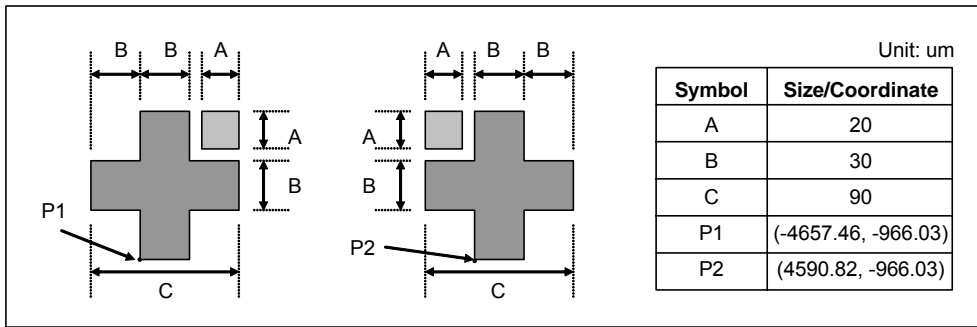 B B A
A
B
P1
C
A B B
A
B
P2
C
Unit: um
Symbol Size/Coordinate
A 20
B 30
C 90
P1 (-4657.46, -966.03)
P2 (4590.82, -966.03)